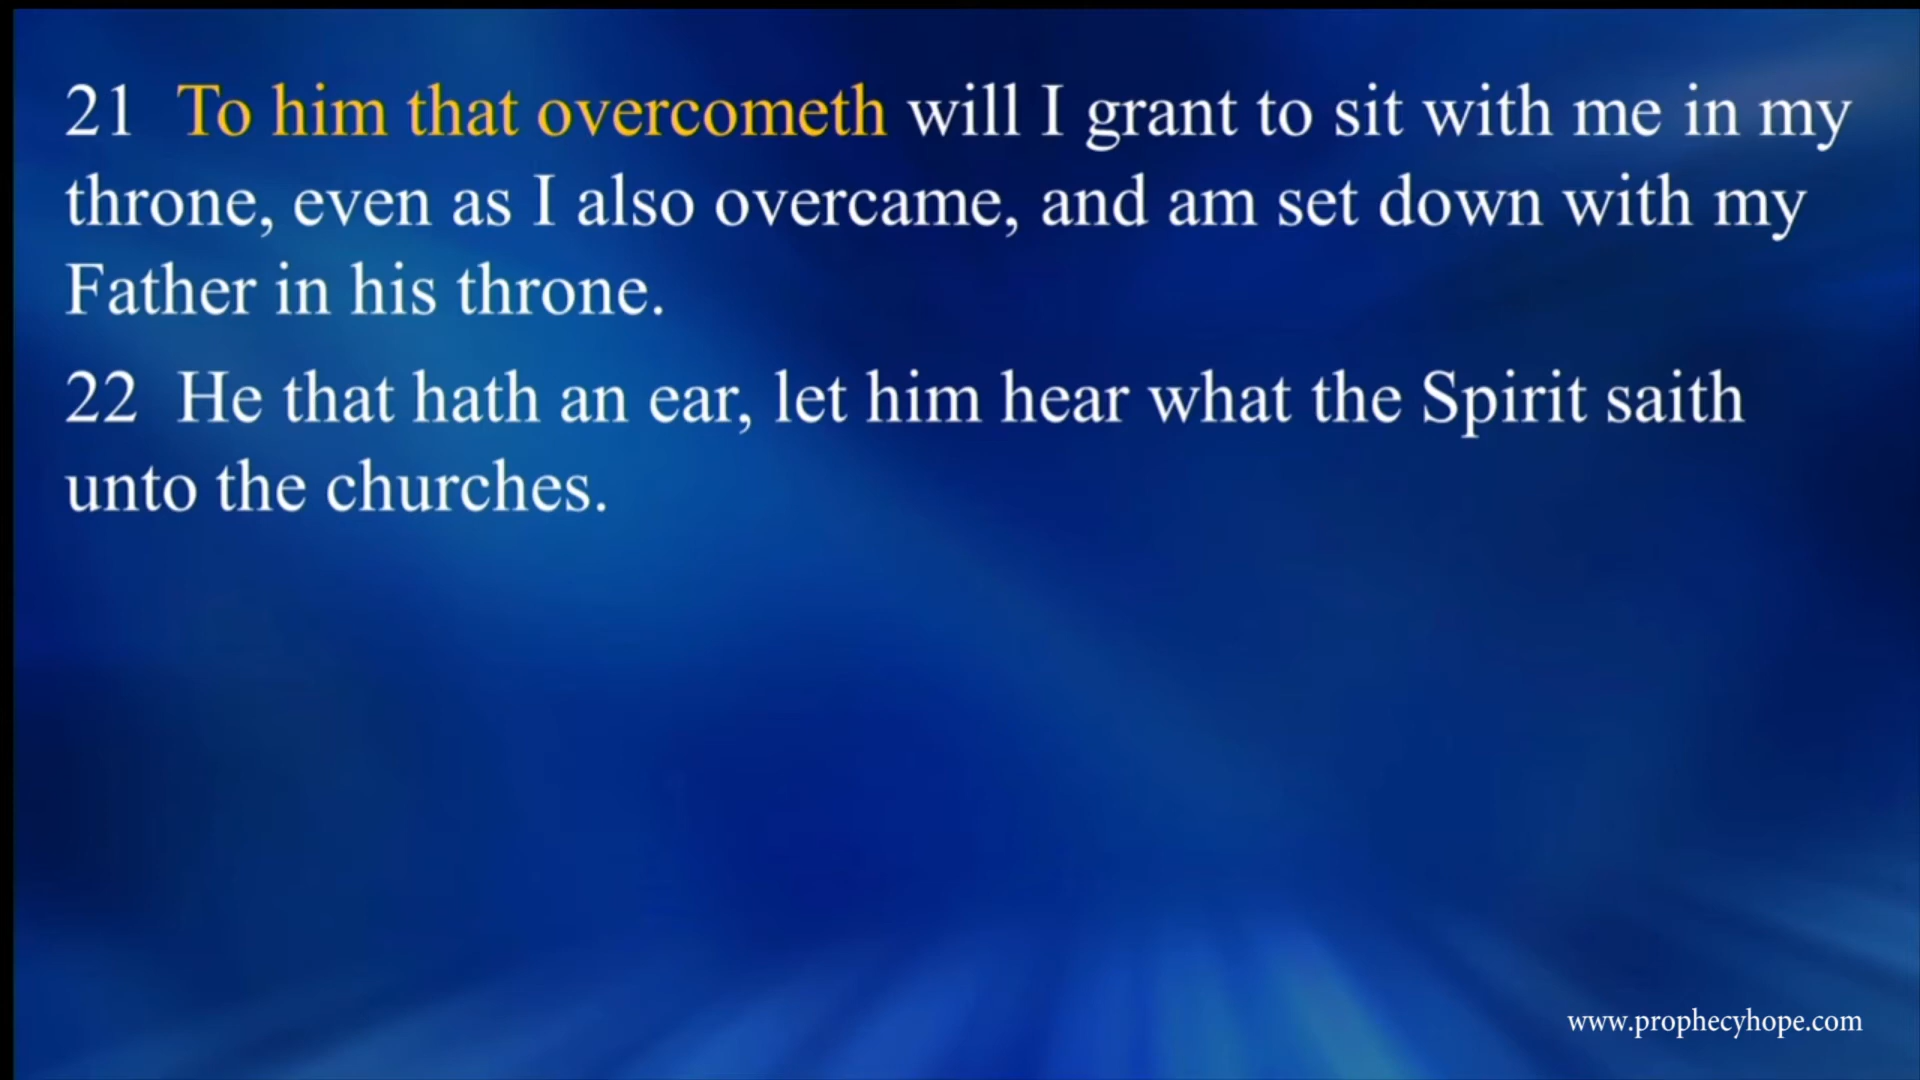 21 To him that overcometh will I grant to sit with me in my
throne, even as I also overcame, and am set down with my
Father in his throne.
22 He that hath an ear, let him hear what the Spirit saith
unto the churches.
www.prophecyhope.com